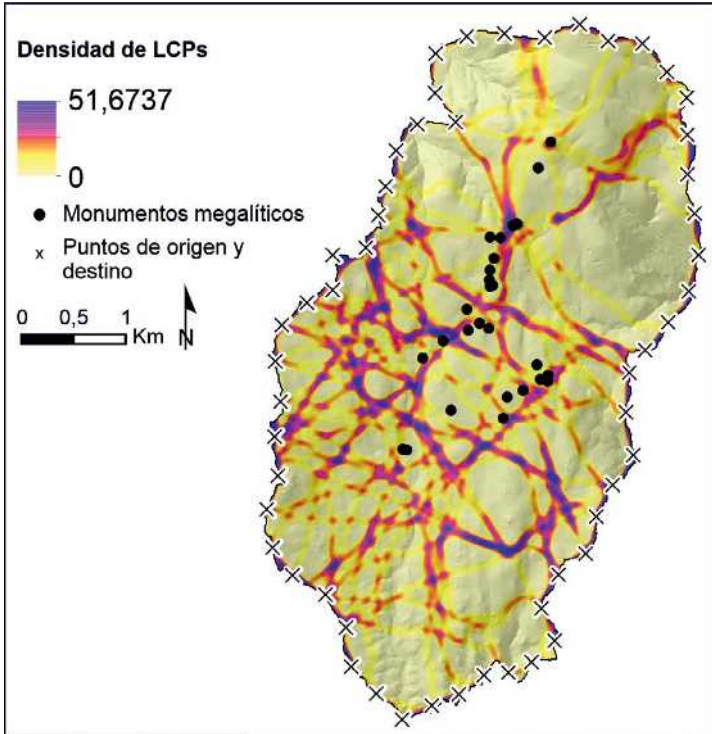 Densidad de LCPs
51,6737
0
Monumentos megalíticos
Puntos de origen y
destino
0 0,5 1
Km N